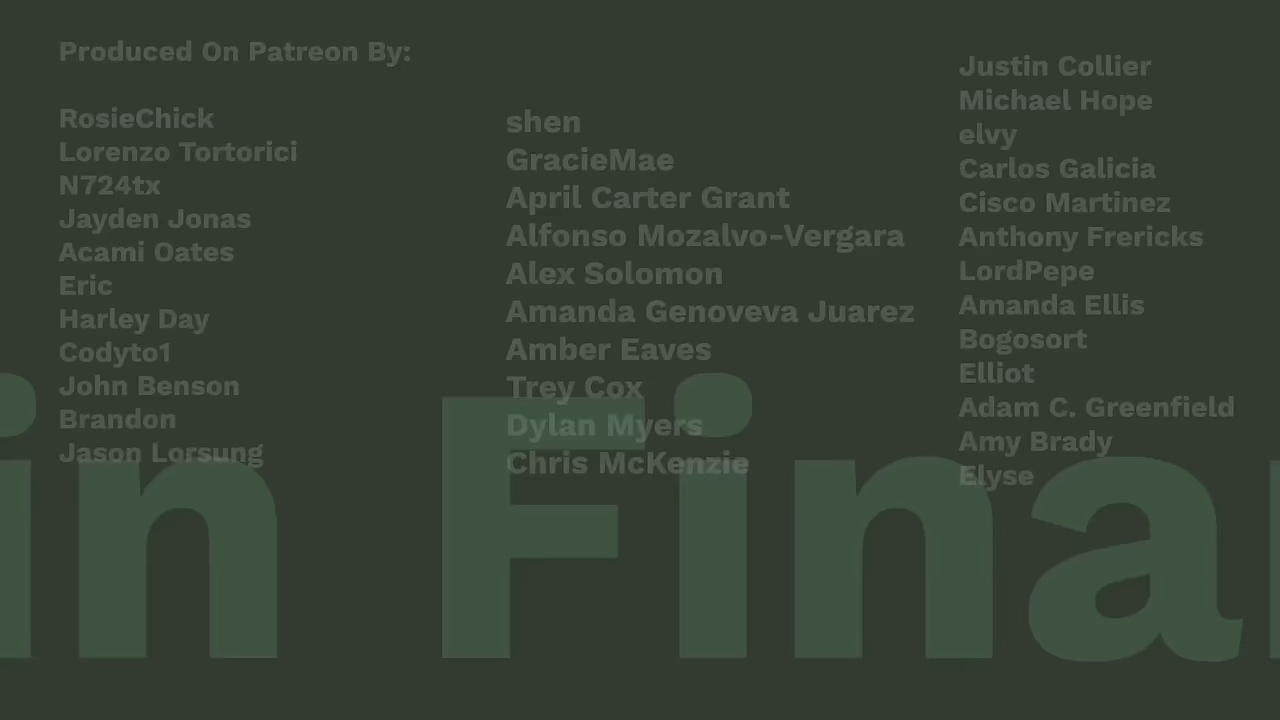 Produced On Patreon By:
RosieChick
Lorenzo Tortorici
N724tx
Jayden Jonas
Acami Oates
Eric
Harley Day
Codyto1
John Benson
Brandon
Jason Lorsung
shen
GracieMae
April Carter Grant
Alfonso Mozalvo-Vergara
Alex Solomon
Amanda Genoveva Juarez
Amber Eaves
Trey Cox
Dylan Myers
Chris McKenzie
Justin Collier
Michael Hope
elvy
Carlos Galicia
Cisco Martinez
Anthony Frericks
LordPepe
Amanda Ellis
Bogosort
Elliot
Adam C. Greenfield
Amy Brady
Elyse
in Fina